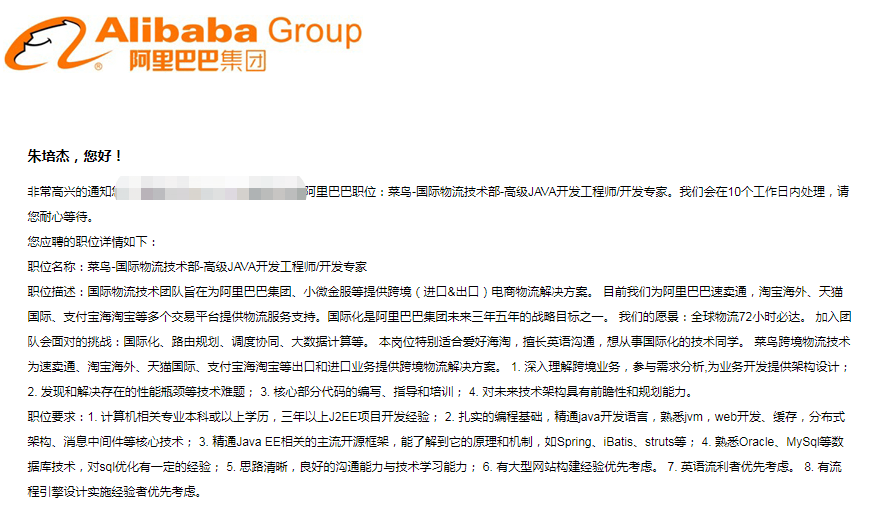 Alibaba Group
阿里巴巴集团
朱培杰，您好！
非常高兴的通知 阿里巴巴职位：菜鸟-国际物流技术部-高级JAVA开发工程师/开发专家。我们会在10个工作日内处理，请
您耐心等待。
您应聘的职位详情如下：
职位名称：菜鸟-国际物流技术部-高级JAVA开发工程师/开发专家
职位描述：国际物流技术团队旨在为阿里巴巴集团、小微金服等提供跨境（进口&出口）电商物流解决方案。 目前我们为阿里巴巴速卖通，淘宝海外、天猫
国际、支付宝海淘宝等多个交易平台提供物流服务支持。国际化是阿里巴巴集团未来三年五年的战略目标之一。 我们的愿景：全球物流72小时必达。 加入团
队会面对的挑战：国际化、路由规划、调度协同、大数据计算等。 本岗位特别适合爱好海淘，擅长英语沟通，想从事国际化的技术同学。 菜鸟跨境物流技术
为速卖通、淘宝海外、天猫国际、支付宝海淘宝等出口和进口业务提供跨境物流解决方案。 1. 深入理解跨境业务，参与需求分析,为业务开发提供架构设计；
2. 发现和解决存在的性能瓶颈等技术难题； 3. 核心部分代码的编写、指导和培训； 4. 对未来技术架构具有前瞻性和规划能力。
职位要求：1. 计算机相关专业本科或以上学历，三年以上J2EE项目开发经验； 2. 扎实的编程基础，精通java开发语言，熟悉jvm，web开发、缓存，分布式
架构、消息中间件等核心技术； 3. 精通Java EE相关的主流开源框架，能了解到它的原理和机制，如Spring、iBatis、struts等； 4. 熟悉Oracle、MySql等数
据库技术，对sql优化有一定的经验； 5. 思路清晰，良好的沟通能力与技术学习能力； 6. 有大型网站构建经验优先考虑。 7. 英语流利者优先考虑。 8. 有流
程引擎设计实施经验者优先考虑。